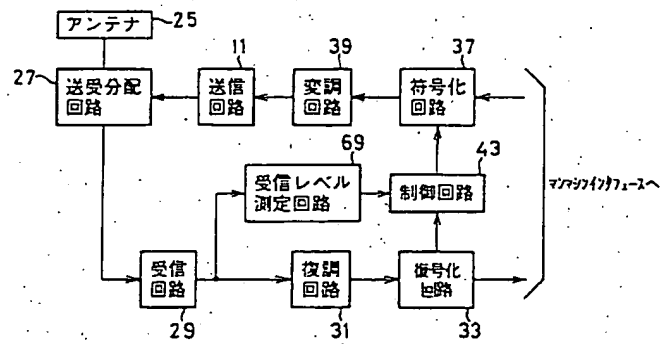 アンテナ
25
27
送受分配
回路
11
送信
回路
39
変調
回路
37
符号化
回路
69
受信レベル
測定回路
43
制御回路
マンマシンインタフェースへ
受信
回路
29
復調
回路
31
復号化
回路
33